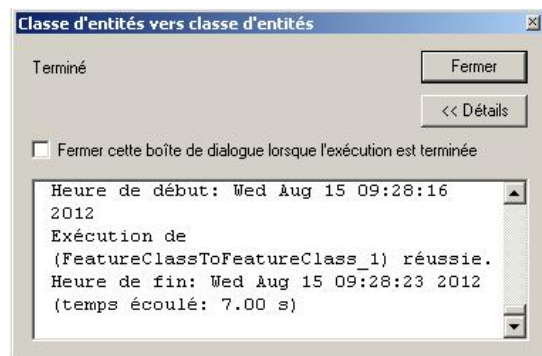 Classe d'entités vers classe d'entités
Terminé
Fermer
<< Détails
Fermer cette boîte de dialogue lorsque l'exécution est terminée
Heure de début: Wed Aug 15 09:28:16
2012
Exécution de
(FeatureClassToFeatureClass_1) réussie.
Heure de fin: Wed Aug 15 09:28:23 2012
(temps écoulé: 7.00 s)